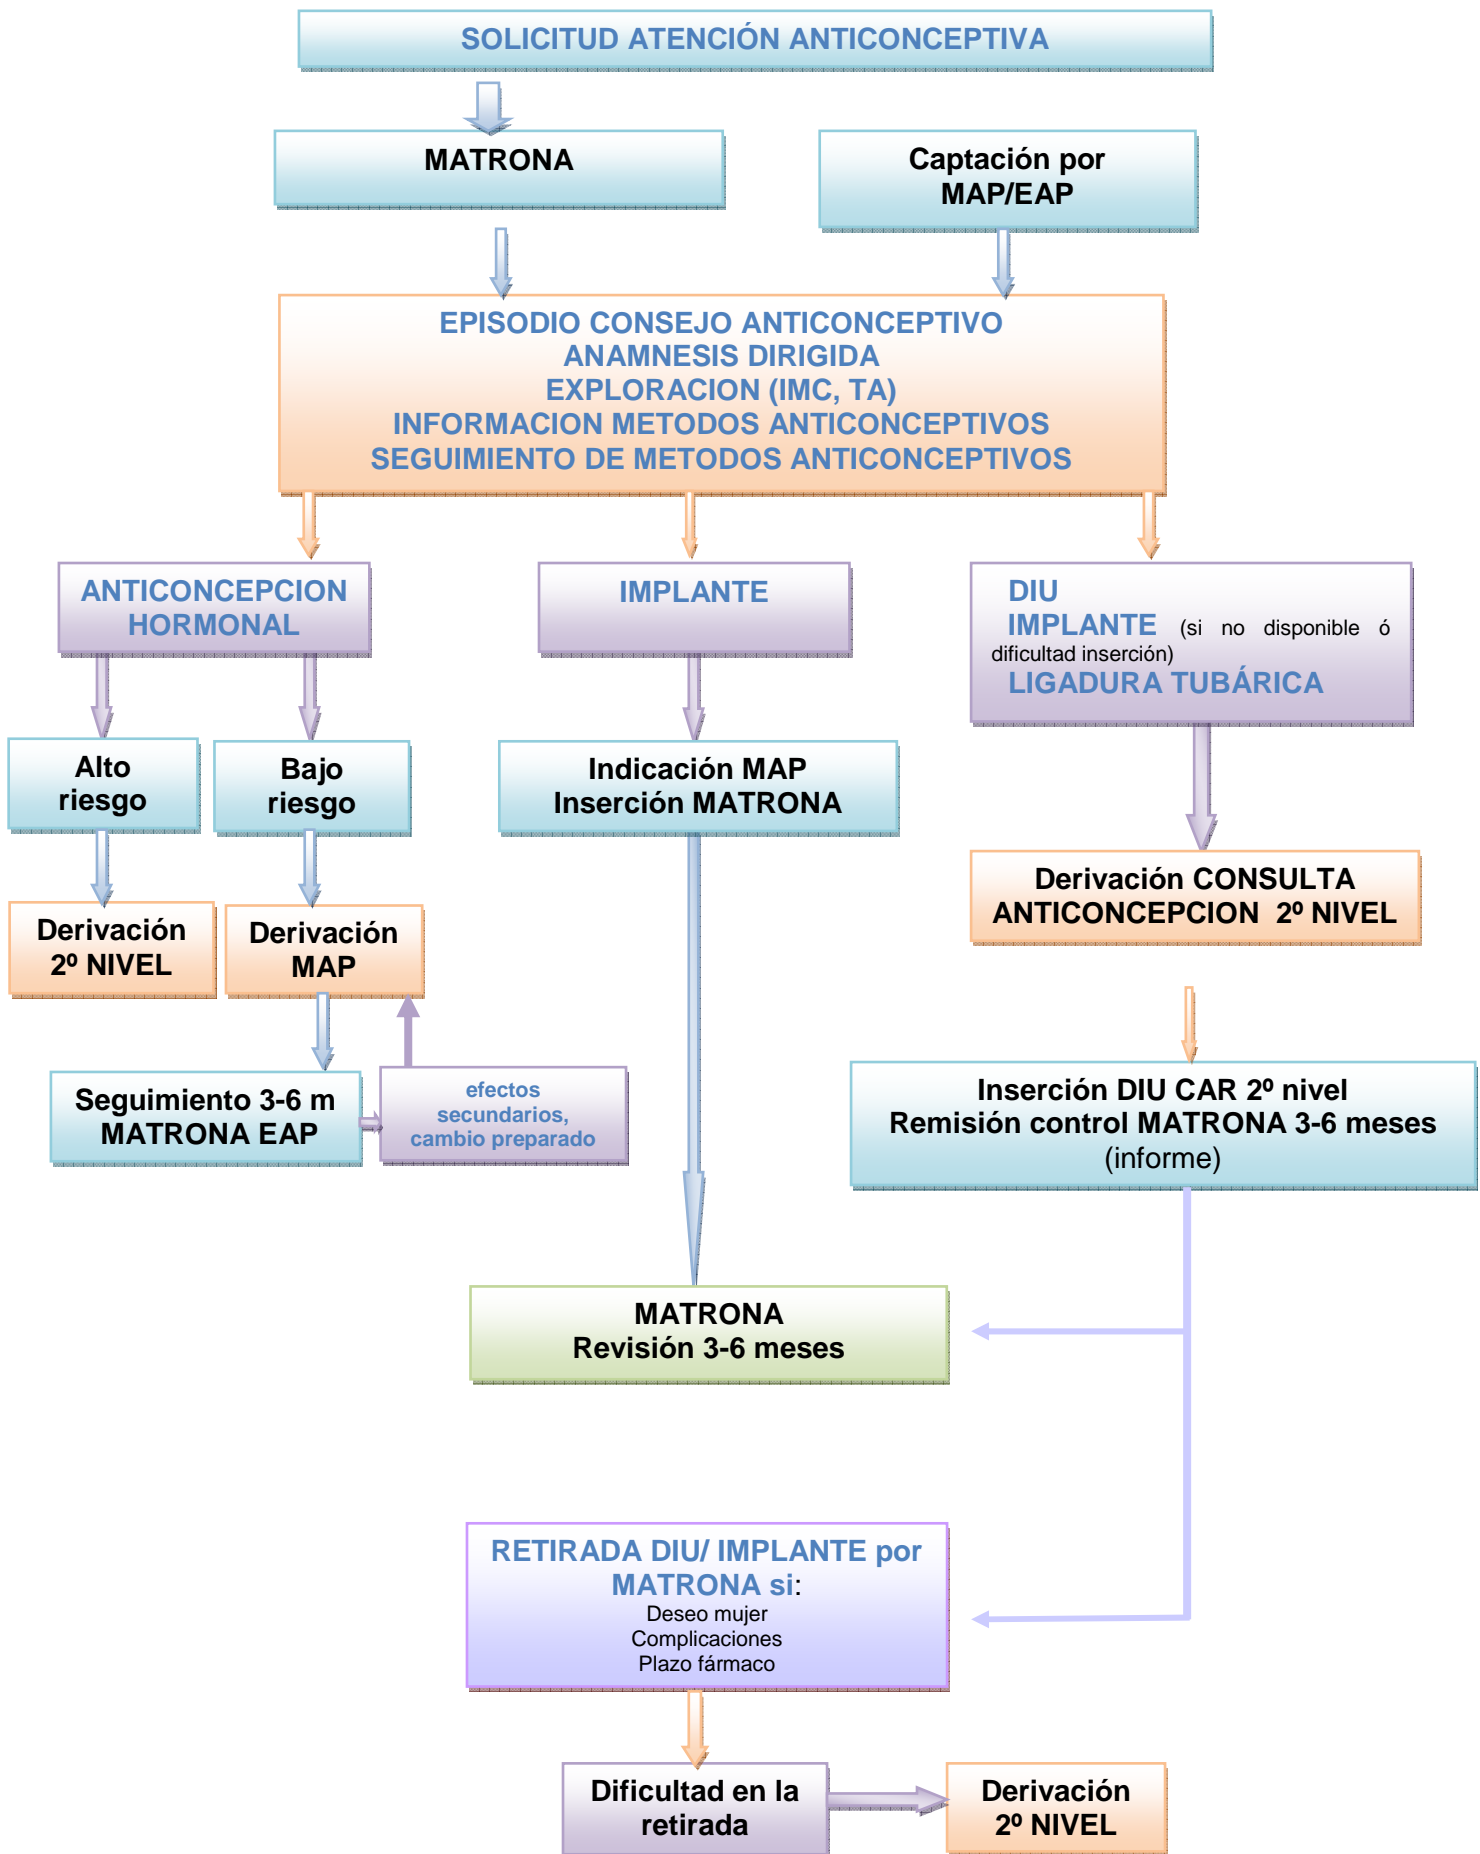 SOLICITUD ATENCIÓN ANTICONCEPTIVA
MATRONA
Captación por
MAP/EAP
EPISODIO CONSEJO ANTICONCEPTIVO
ANAMNESIS DIRIGIDA
EXPLORACION (IMC, TA)
INFORMACION METODOS ANTICONCEPTIVOS
SEGUIMIENTO DE METODOS ANTICONCEPTIVOS
ANTICONCEPCION
HORMONAL
IMPLANTE
DIU
IMPLANTE (si no disponible ó
dificultad inserción)
LIGADURA TUBÁRICA
Alto
riesgo
Bajo
riesgo
Indicación MAP
Inserción MATRONA
Derivación CONSULTA
ANTICONCEPCION 2º NIVEL
Derivación
2º NIVEL
Derivación
MAP
Seguimiento 3-6 m
MATRONA EAP
efectos
secundarios,
cambio preparado
Inserción DIU CAR 2º nivel
Remisión control MATRONA 3-6 meses
(informe)
MATRONA
Revisión 3-6 meses
RETIRADA DIU/ IMPLANTE por
MATRONA si:
Deseo mujer
Complicaciones
Plazo fármaco
Dificultad en la
retirada
Derivación
2º NIVEL